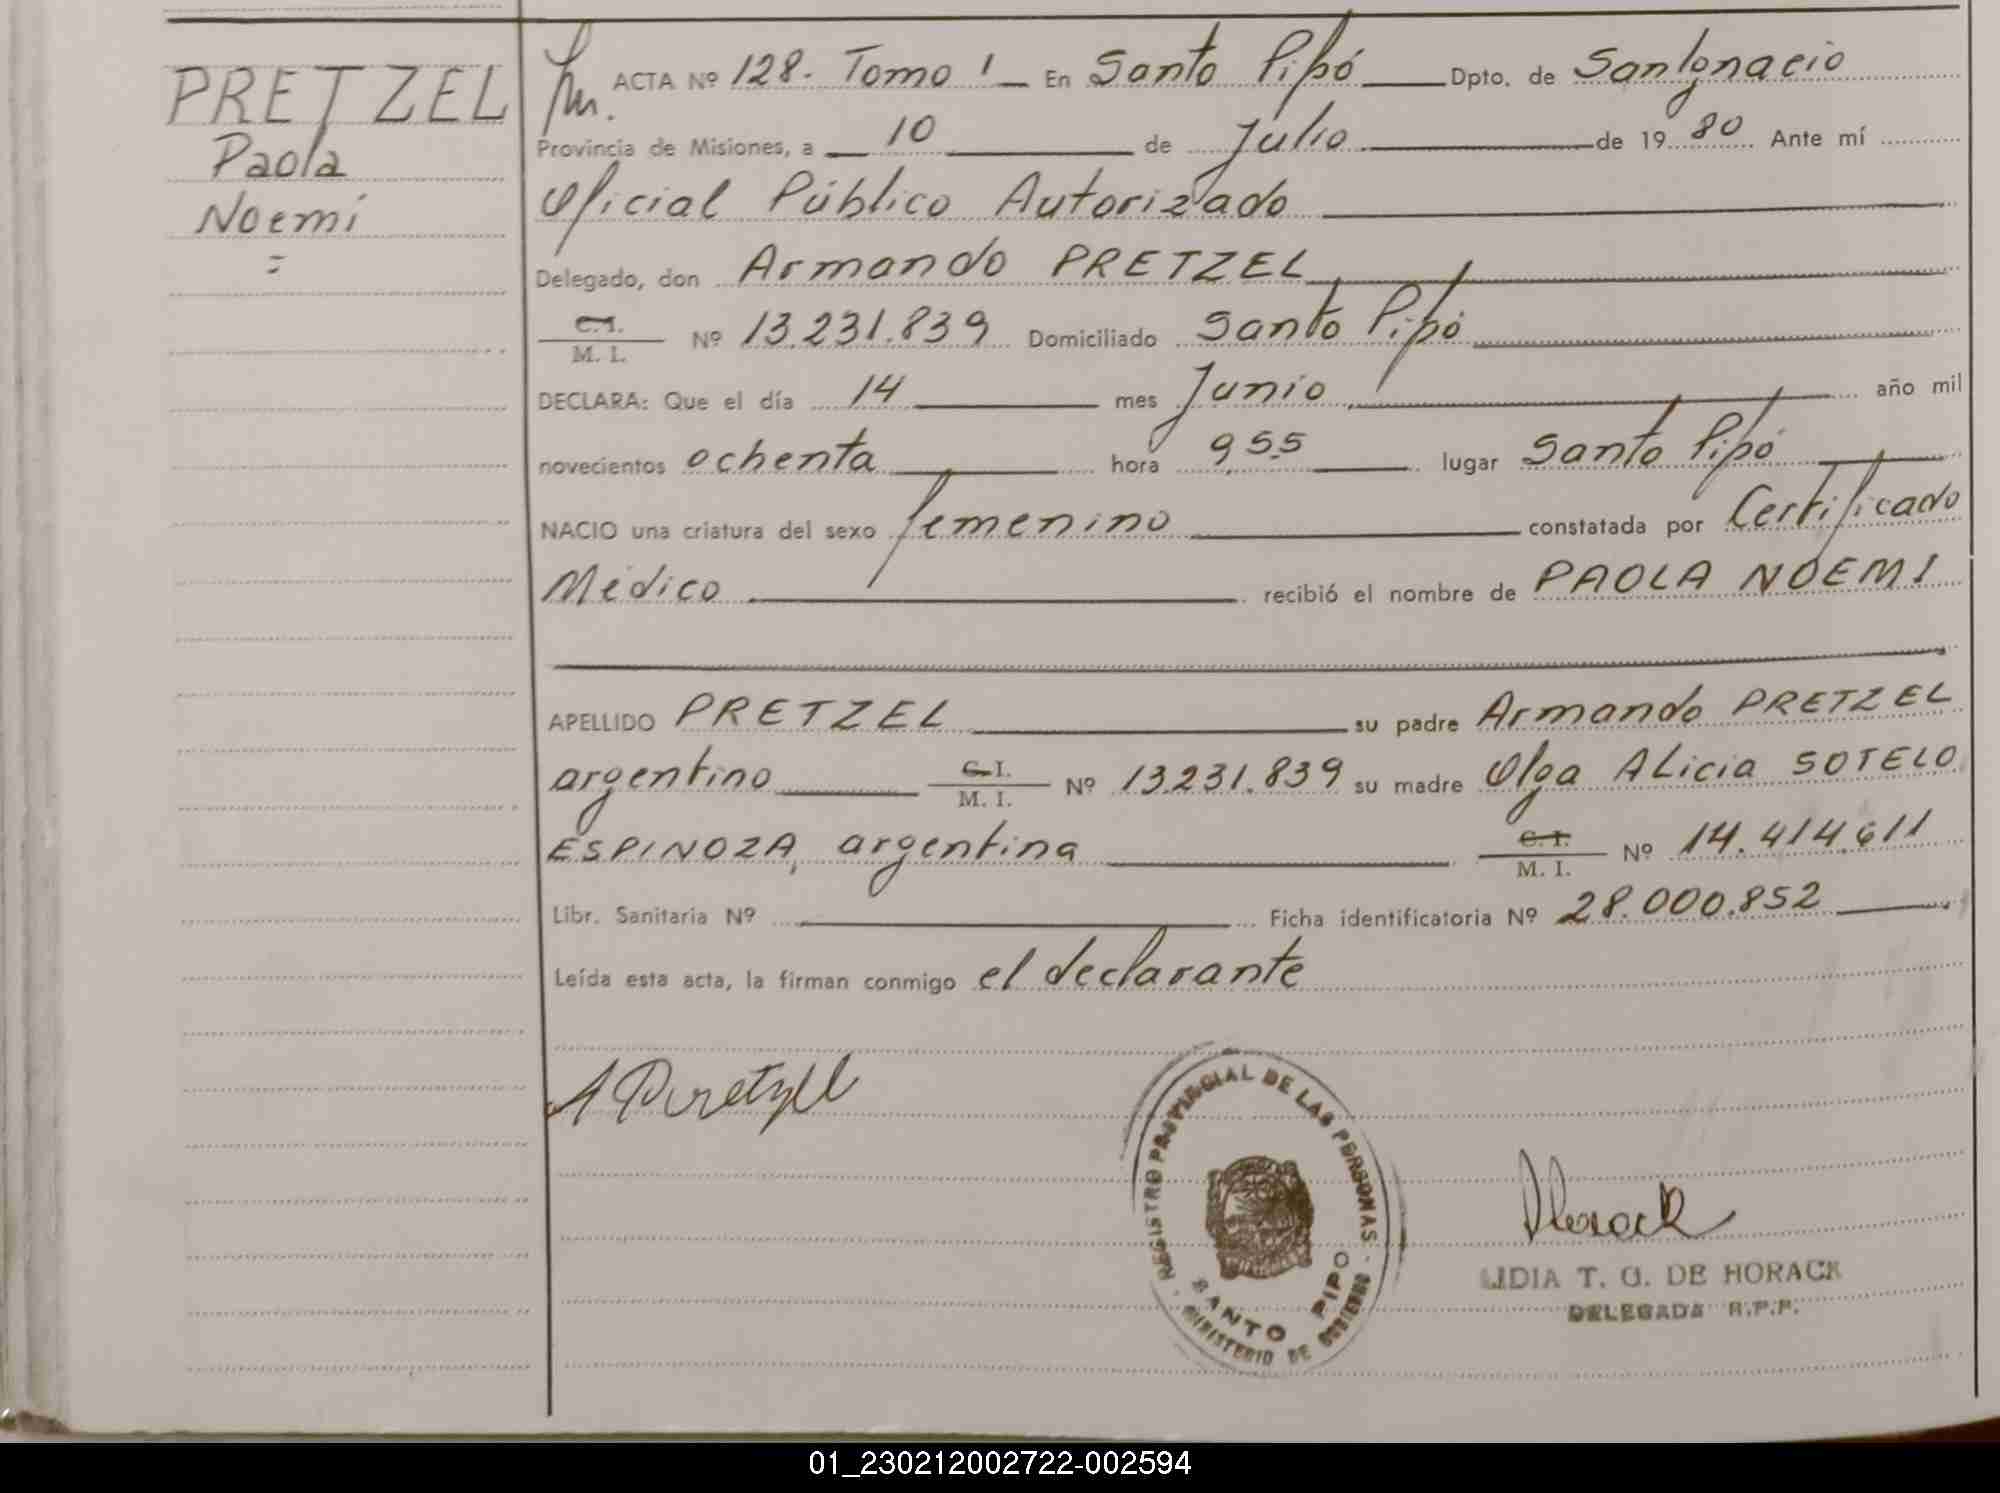 PRETZEL
Paola
Noemí
=
ACTA Nº 128. Tomo I En Santo Pipó Dpto. de San Ignacio
Provincia de Misiones, a 10 de Julio de 1980 Ante mí
Oficial Público Autorizado
Delegado, don Armando PRETZEL
C.I.
M. I. Nº 13.231.839 Domiciliado Santo Pipó
DECLARA: Que el día 14 mes Junio año mil
novecientos ochenta hora 9,55 lugar Santo Pipó
NACIO una criatura del sexo femenino constatada por Certificado
Médico recibió el nombre de PAOLA NOEMI
APELLIDO PRETZEL su padre Armando PRETZEL
argentino C.I. M. I. Nº 13.231.839 su madre Olga ALicia SOTELO
ESPINOZA, argentina C.I. M. I. Nº 14.414.611
Libr. Sanitaria Nº Ficha identificatoria Nº 28.000.852
Leída esta acta, la firman conmigo el declarante
A Pretzel
REGISTRO PROVINCIAL DE LAS PERSONAS
SANTO PIPO
MINISTERIO DE GOBIERNO
Horack
LIDIA T. G. DE HORACK
DELEGADA R.P.P.
01_230212002722-002594